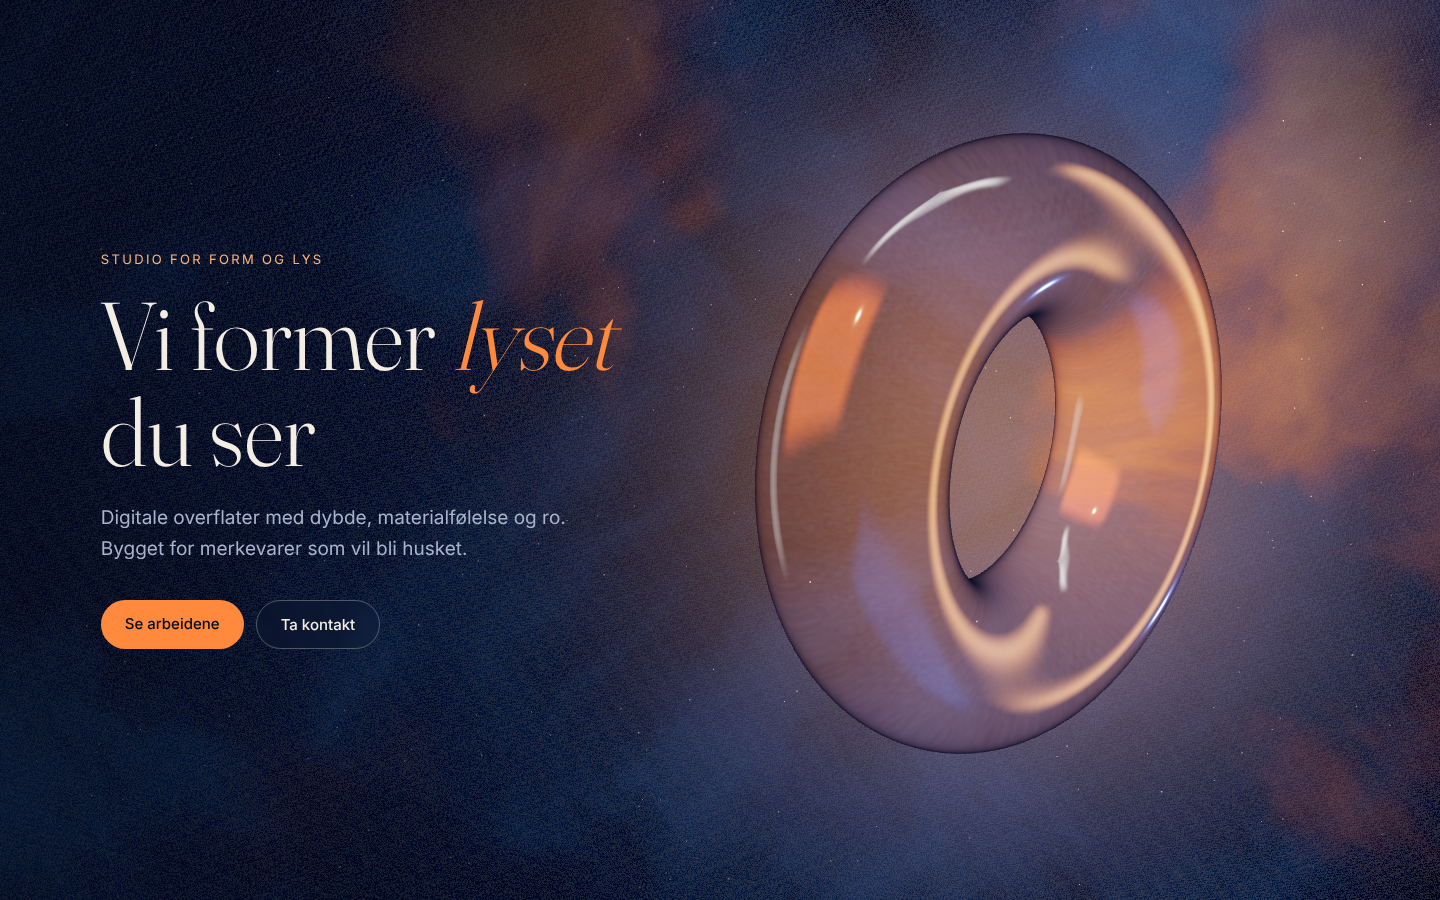 STUDIO FOR FORM OG LYS
Vi former lyset
du ser
Digitale overflater med dybde, materialfølelse og ro.
Bygget for merkevarer som vil bli husket.
Se arbeidene
Ta kontakt